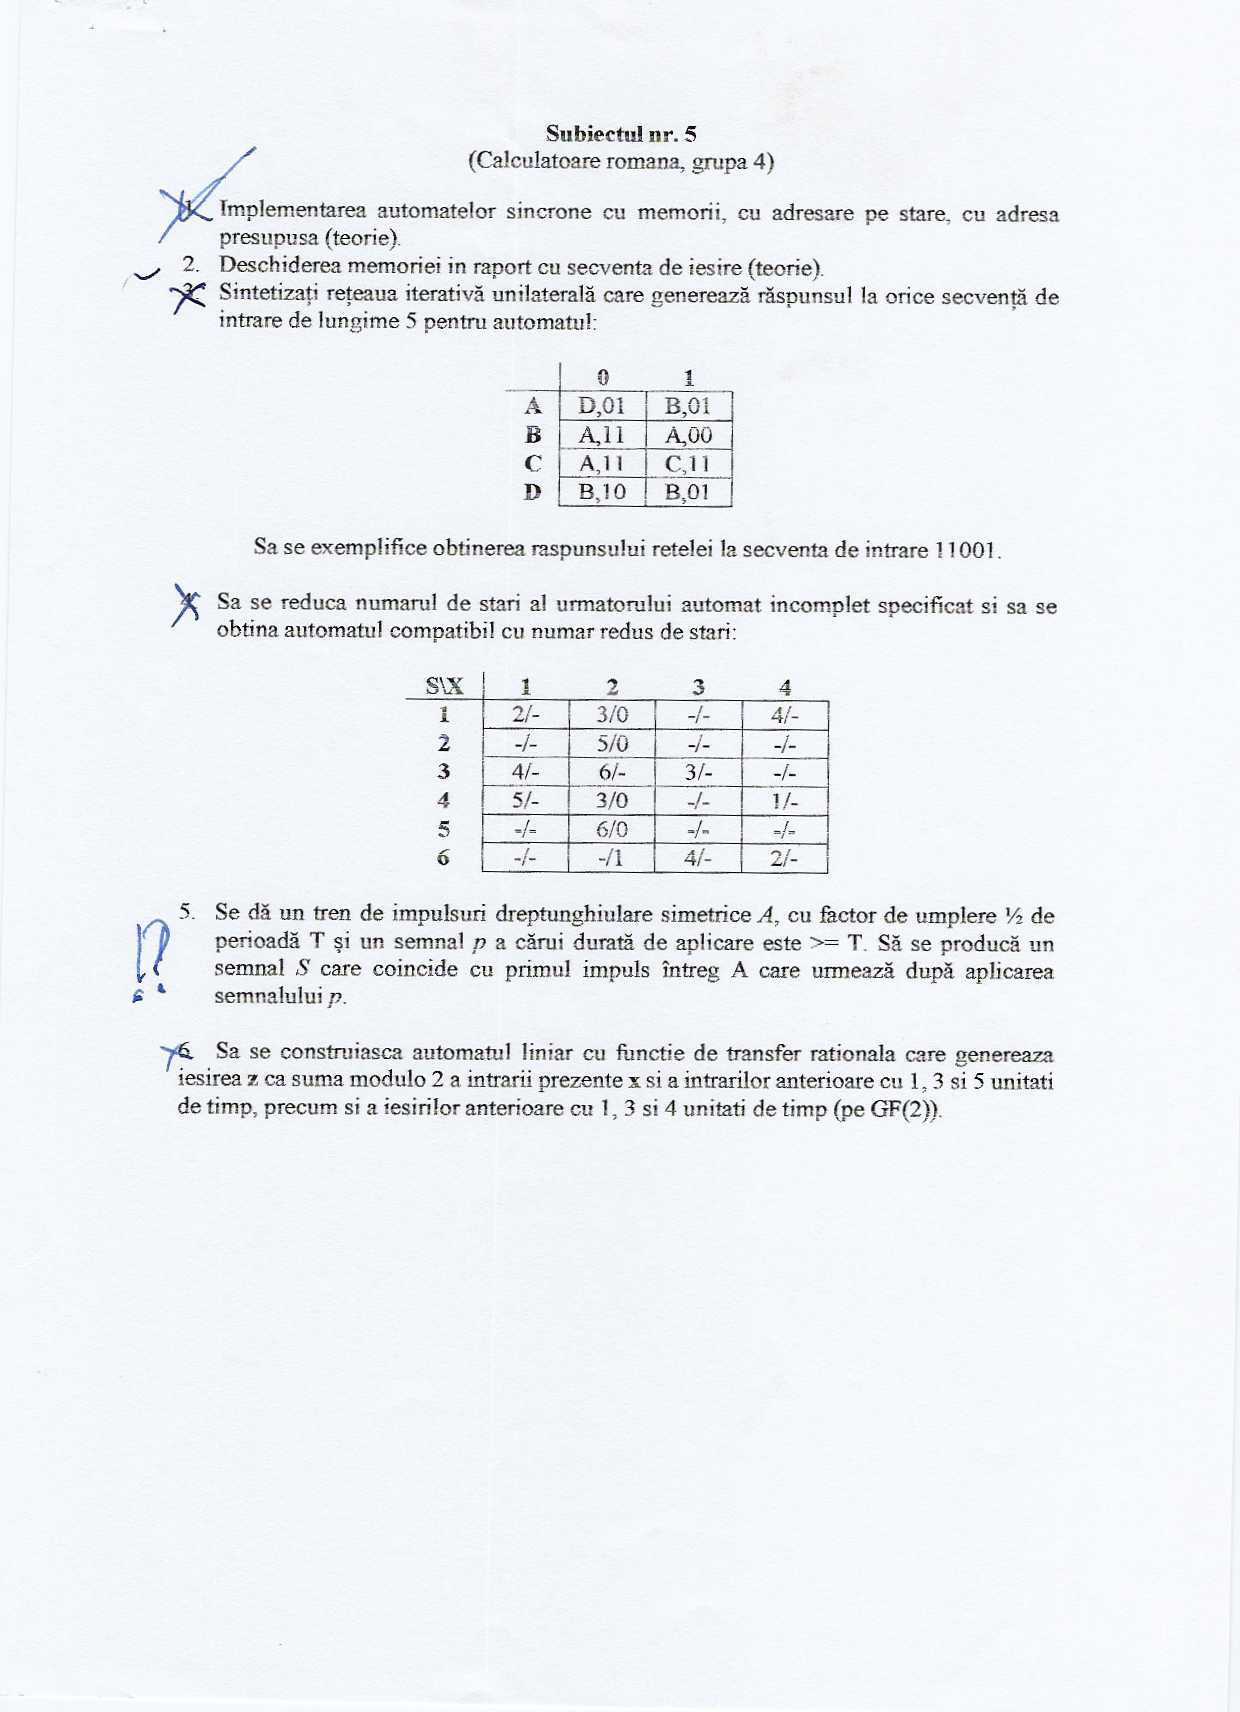 Subiectul nr. 5
(Calculatoare romana, grupa 4)
1. Implementarea automatelor sincrone cu memorii, cu adresare pe stare, cu adresa
presupusa (teorie).
2. Deschiderea memoriei in raport cu secventa de iesire (teorie).
3. Sintetizați rețeaua iterativă unilaterală care generează răspunsul la orice secvență de
intrare de lungime 5 pentru automatul:
0 1
A D,01 B,01
B A,11 A,00
C A,11 C,11
D B,10 B,01
Sa se exemplifice obtinerea raspunsului retelei la secventa de intrare 11001.
4. Sa se reduca numarul de stari al urmatorului automat incomplet specificat si sa se
obtina automatul compatibil cu numar redus de stari:
S\X 1 2 3 4
1 2/- 3/0 -/- 4/-
2 -/- 5/0 -/- -/-
3 4/- 6/- 3/- -/-
4 5/- 3/0 -/- 1/-
5 -/- 6/0 -/- -/-
6 -/- -/1 4/- 2/-
5. Se dă un tren de impulsuri dreptunghiulare simetrice A, cu factor de umplere ½ de
perioadă T și un semnal p a cărui durată de aplicare este >= T. Să se producă un
semnal S care coincide cu primul impuls întreg A care urmează după aplicarea
semnalului p.
!?
6. Sa se construiasca automatul liniar cu functie de transfer rationala care genereaza
iesirea z ca suma modulo 2 a intrarii prezente x si a intrarilor anterioare cu 1, 3 si 5 unitati
de timp, precum si a iesirilor anterioare cu 1, 3 si 4 unitati de timp (pe GF(2)).